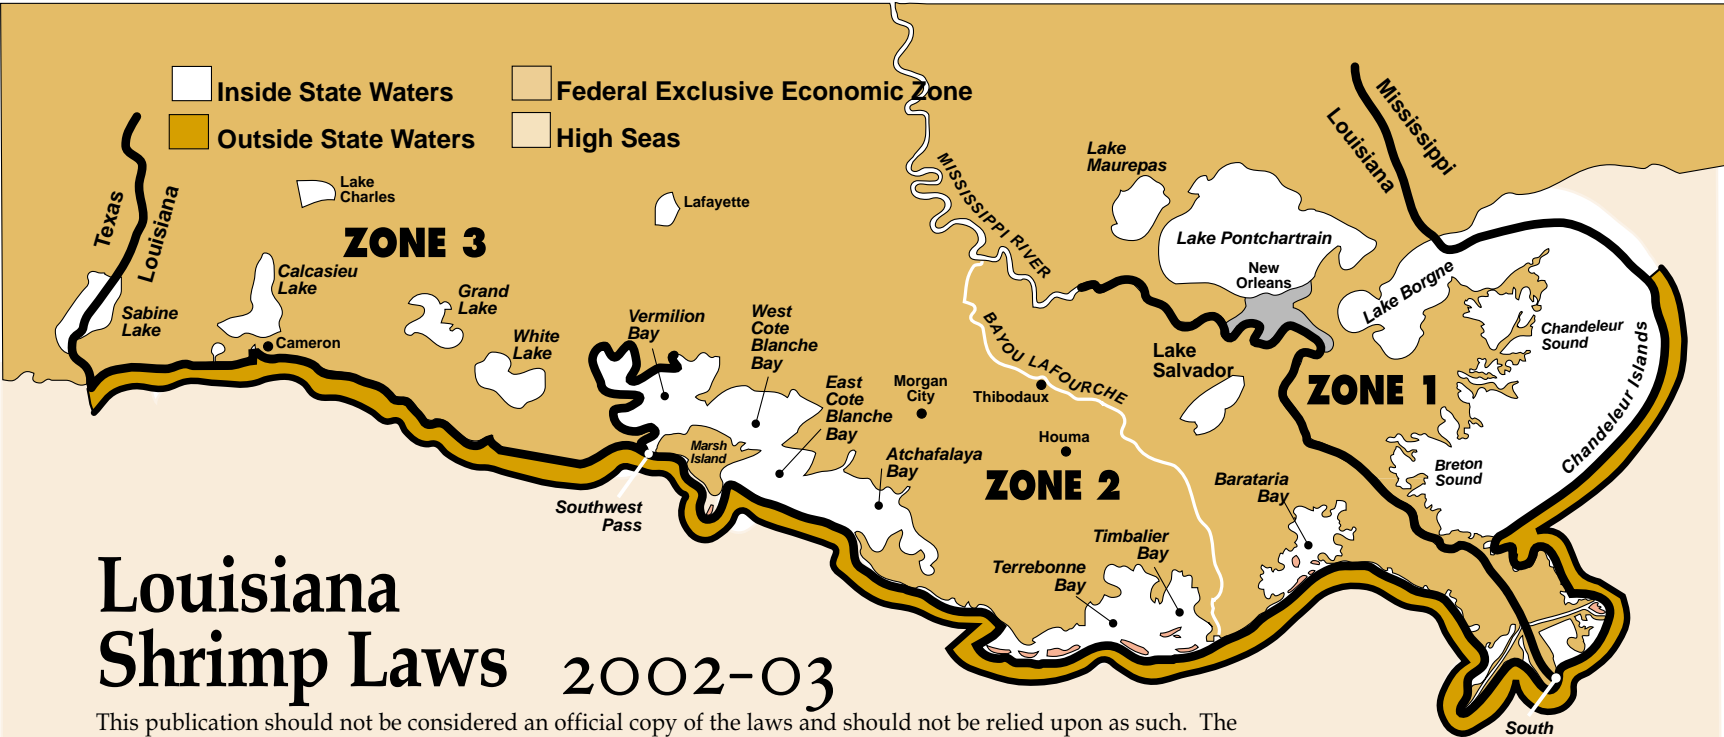 Inside State Waters
Federal Exclusive Economic Zone
Outside State Waters
High Seas
Texas
Louisiana
Lake
Charles
Lafayette
ZONE 3
Calcasieu
Lake
Sabine
Lake
Cameron
Grand
Lake
White
Lake
Vermilion
Bay
West
Cote
Blanche
Bay
East
Cote
Blanche
Bay
Marsh
Island
Southwest
Pass
Atchafalaya
Bay
Morgan
City
MISSISSIPPI RIVER
BAYOU LAFOURCHE
Thibodaux
Houma
ZONE 2
Terrebonne
Bay
Timbalier
Bay
Barataria
Bay
Lake
Maurepas
Lake Pontchartrain
New
Orleans
Lake
Salvador
Mississippi
Louisiana
Lake Borgne
ZONE 1
Chandeleur
Sound
Chandeleur Islands
Breton
Sound
South
Louisiana
Shrimp Laws 2002-03
This publication should not be considered an official copy of the laws and should not be relied upon as such. The